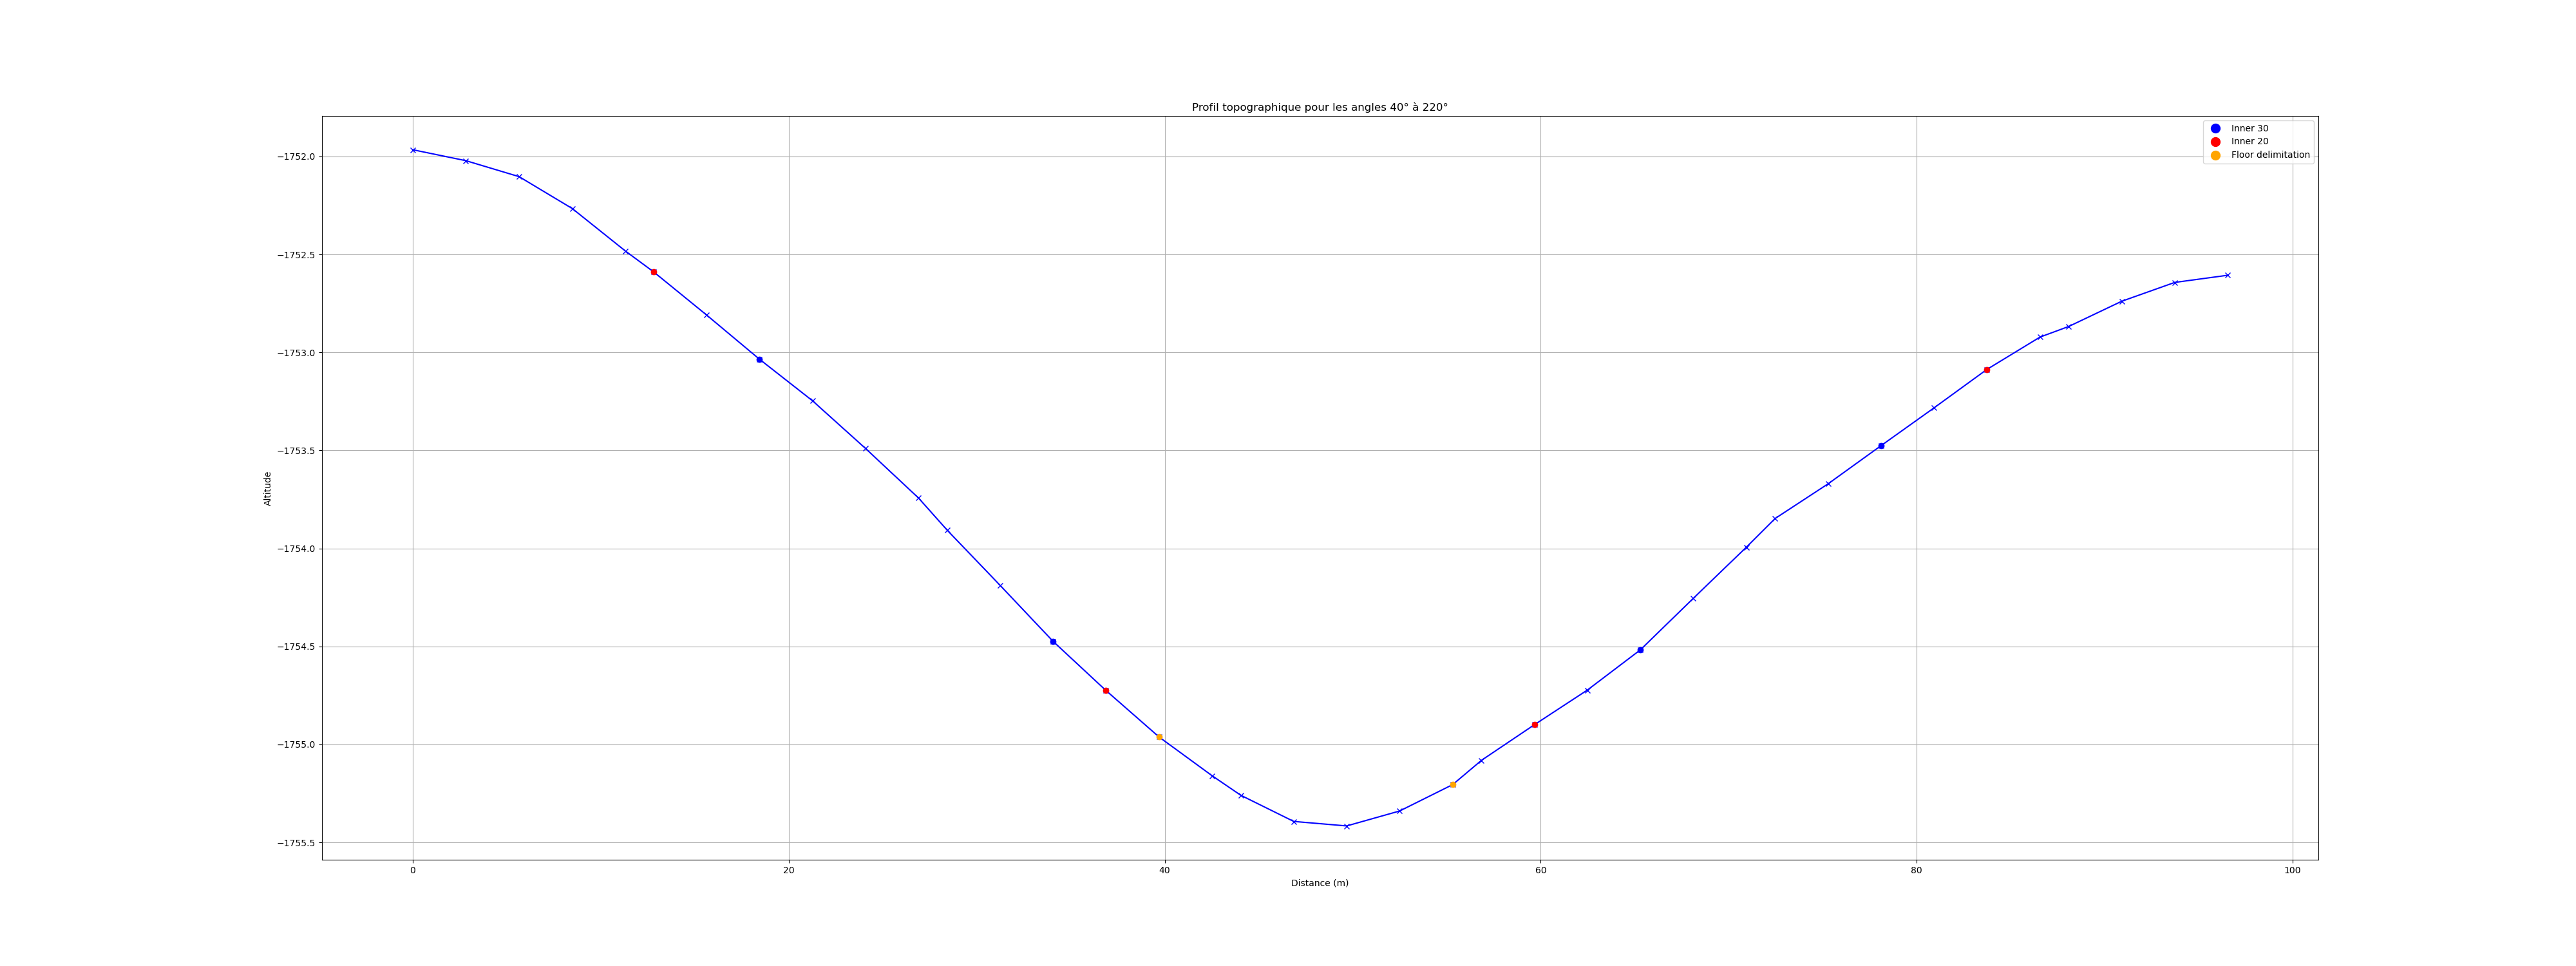 Profil topographique pour les angles 40° à 220°
Inner 30
Inner 20
Floor delimitation
−1752.0
−1752.5
−1753.0
−1753.5
−1754.0
−1754.5
−1755.0
−1755.5
Altitude
0 20 40 60 80 100
Distance (m)